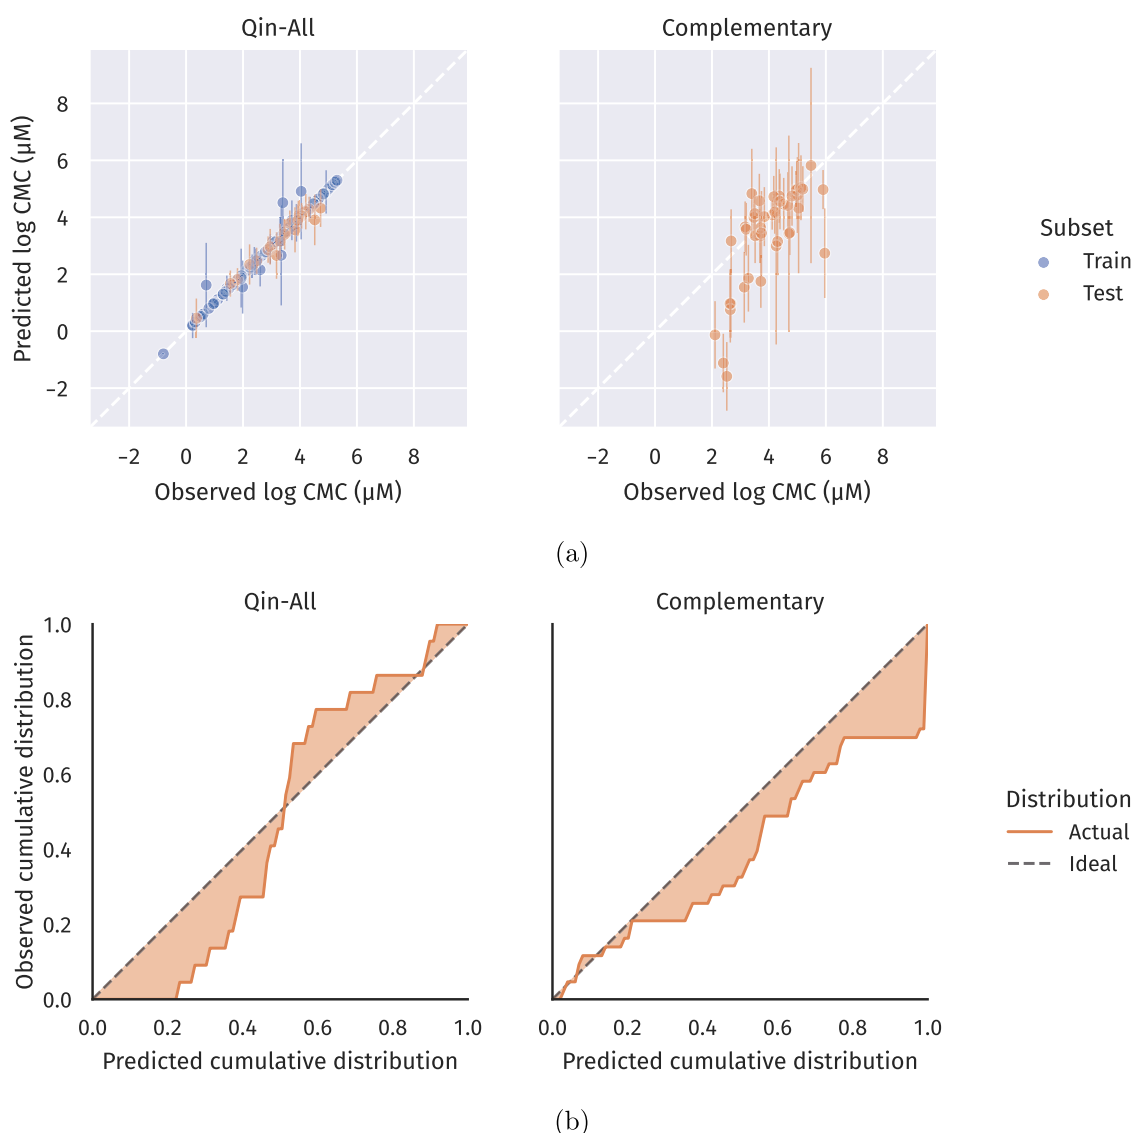 Qin-All
Complementary
Predicted log CMC (µM)
8
6
4
2
0
−2
−2 0 2 4 6 8
−2 0 2 4 6 8
Observed log CMC (µM)
Observed log CMC (µM)
Subset
Train
Test
(a)
Qin-All
Complementary
Observed cumulative distribution
1.0
0.8
0.6
0.4
0.2
0.0
0.0 0.2 0.4 0.6 0.8 1.0
0.0 0.2 0.4 0.6 0.8 1.0
Predicted cumulative distribution
Predicted cumulative distribution
Distribution
Actual
Ideal
(b)